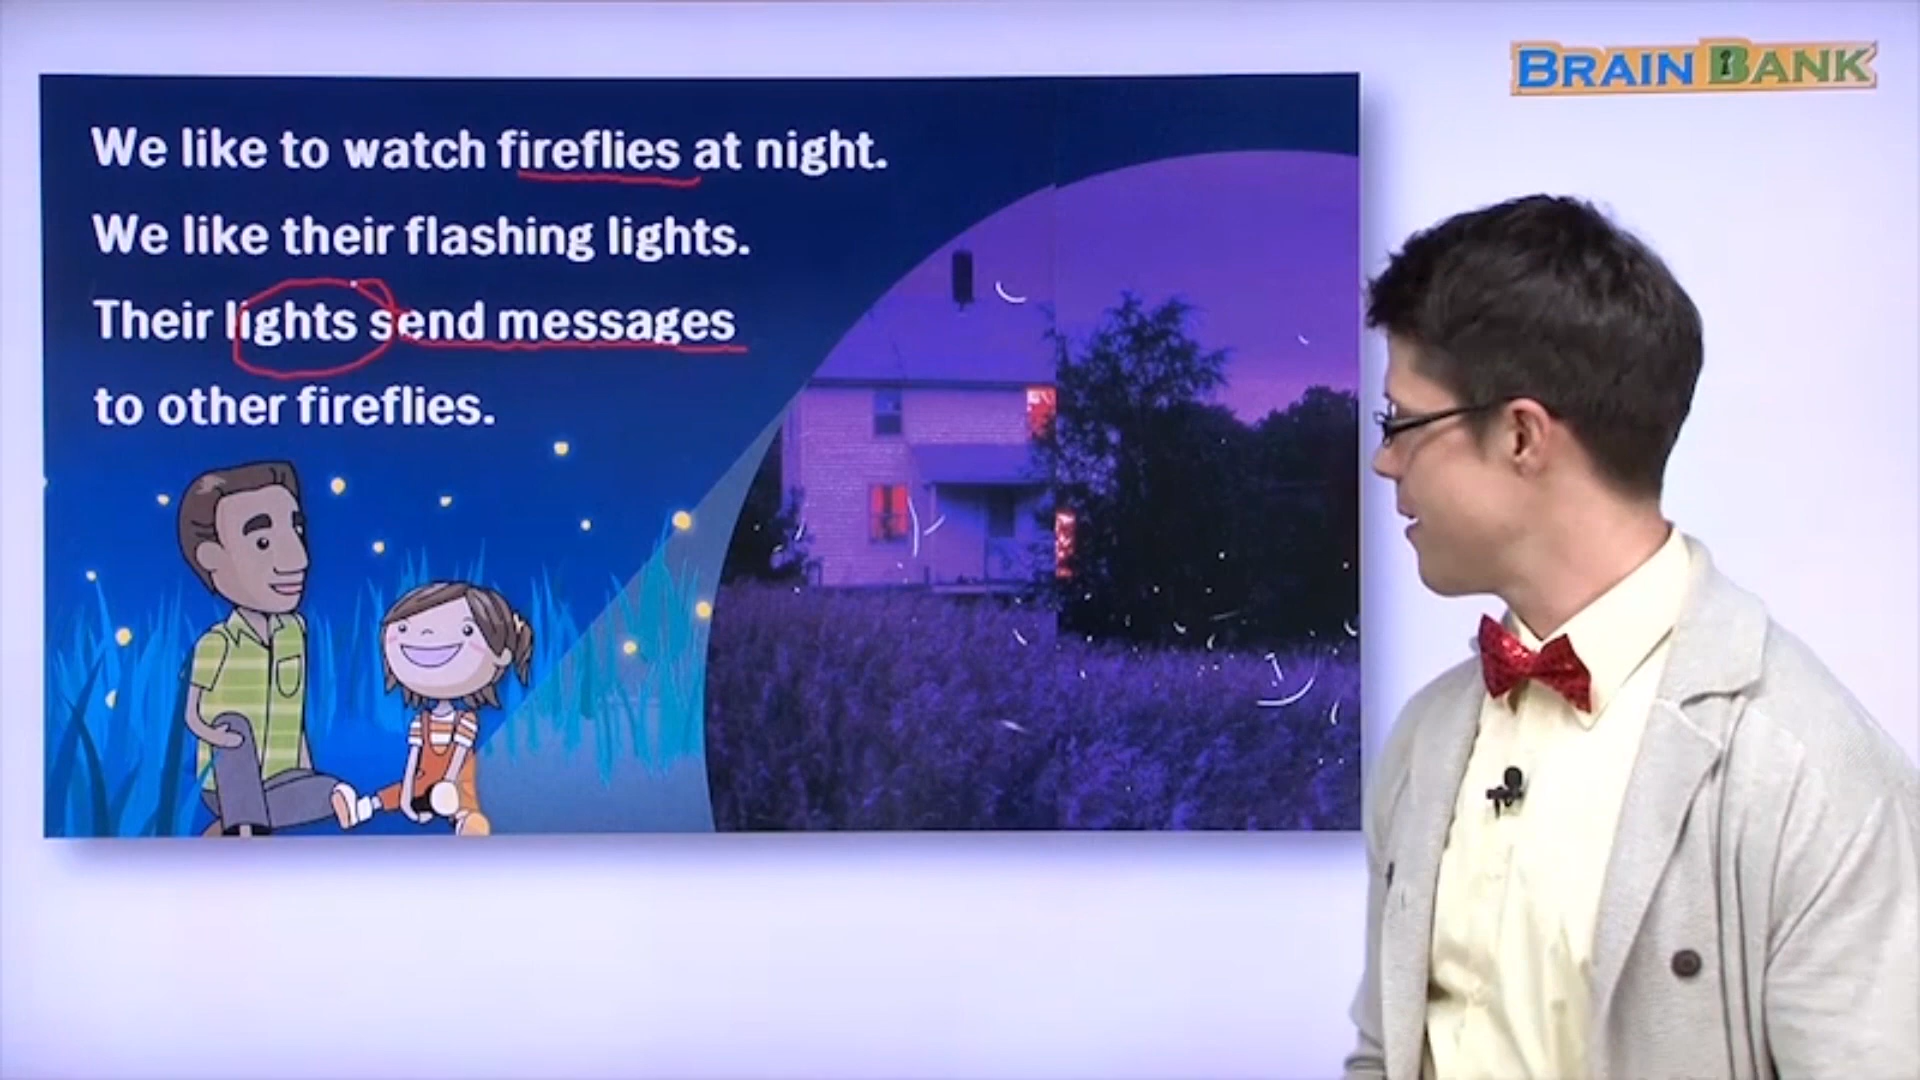 BRAIN BANK
We like to watch fireflies at night.
We like their flashing lights.
Their lights send messages
to other fireflies.